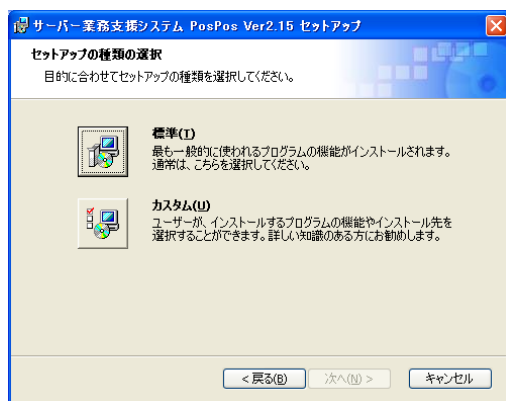 サーバー業務支援システム PosPos Ver2.15 セットアップ
セットアップの種類の選択
目的に合わせてセットアップの種類を選択してください。
標準(T)
最も一般的に使われるプログラムの機能がインストールされます。
通常は、こちらを選択してください。
カスタム(U)
ユーザーが、インストールするプログラムの機能やインストール先を
選択することができます。詳しい知識のある方にお勧めします。
< 戻る(B)
次へ(N) >
キャンセル